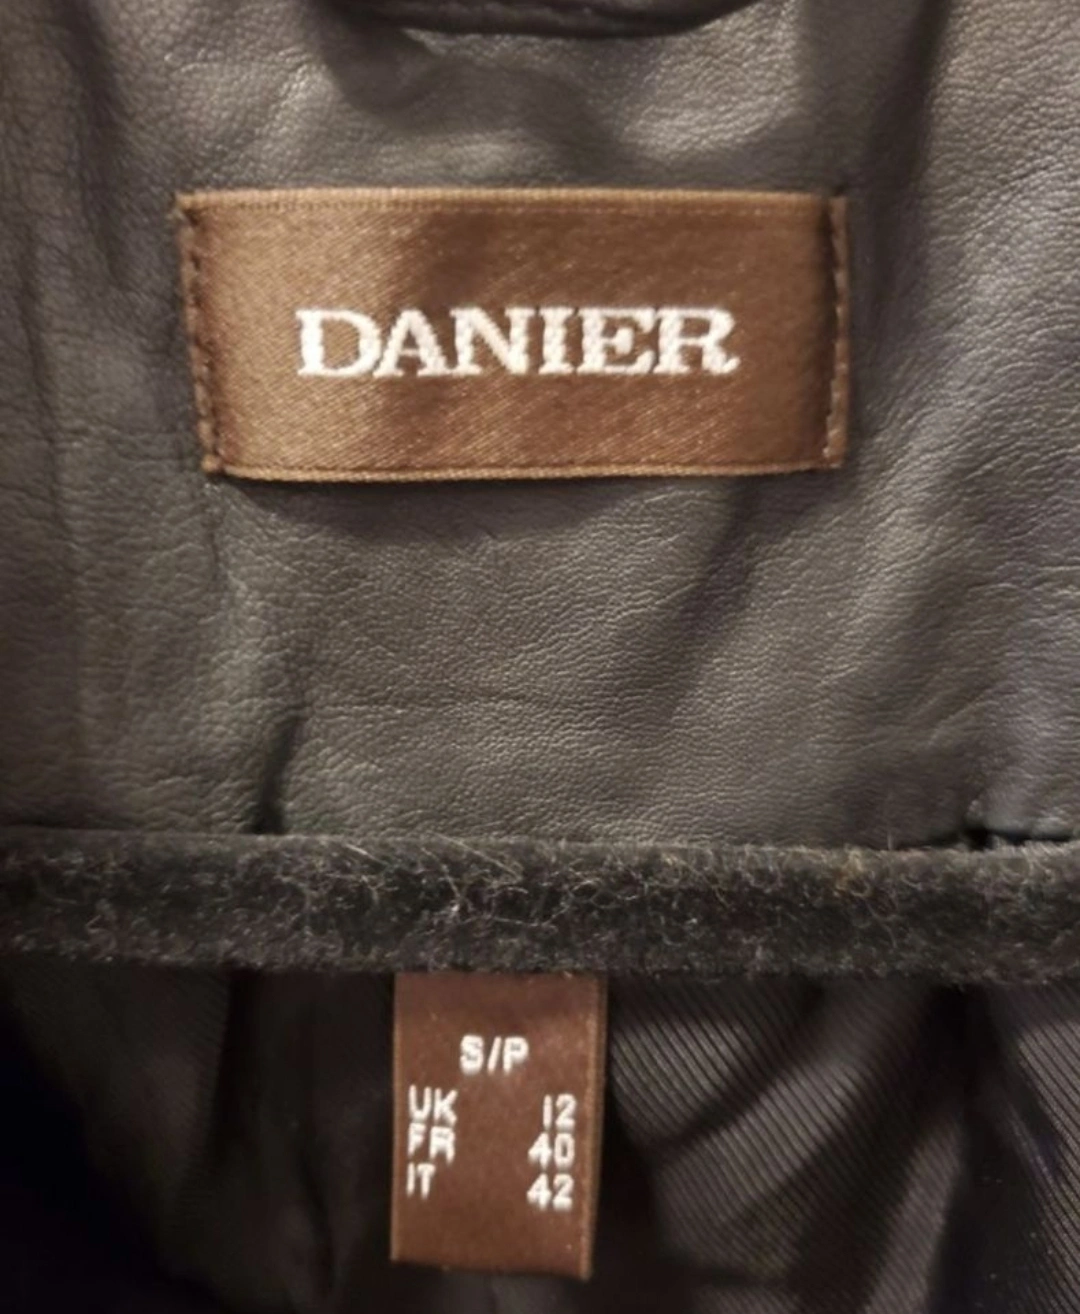 DANIER
S/P
UK 12
FR 40
IT 42